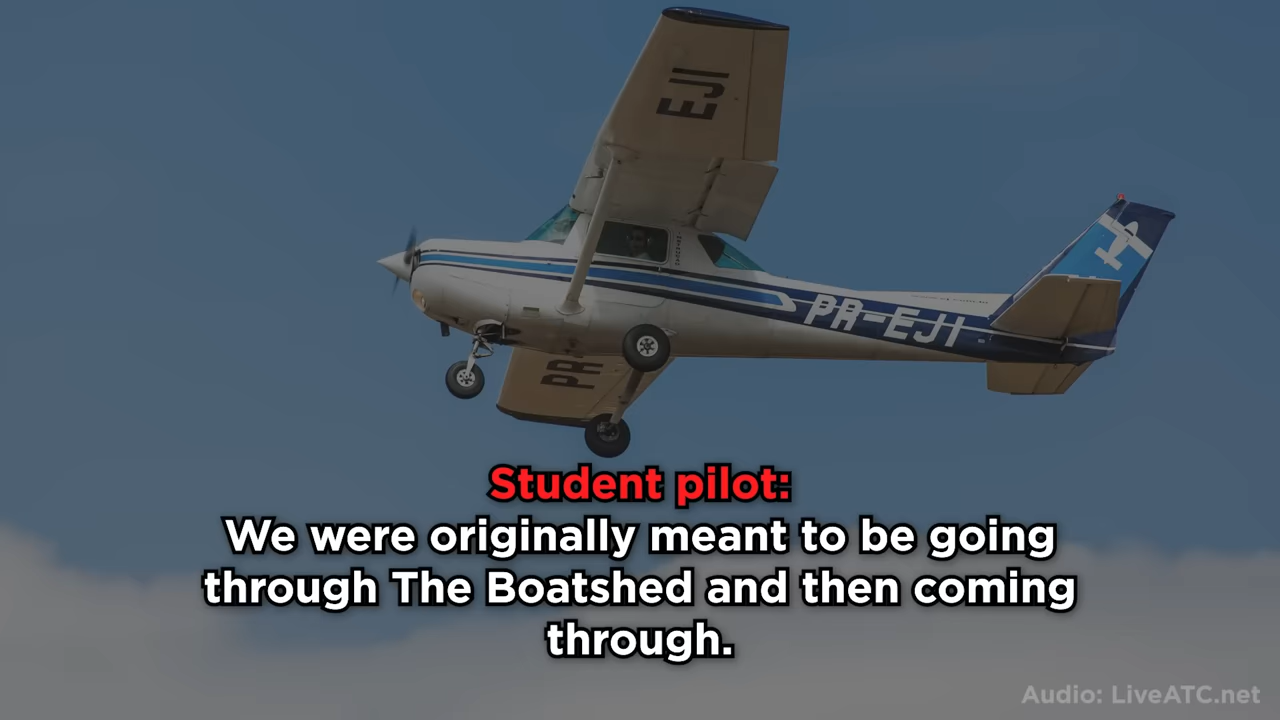 EJI
PR-EJI
PR
Student pilot:
We were originally meant to be going
through The Boatshed and then coming
through.
Audio: LiveATC.net